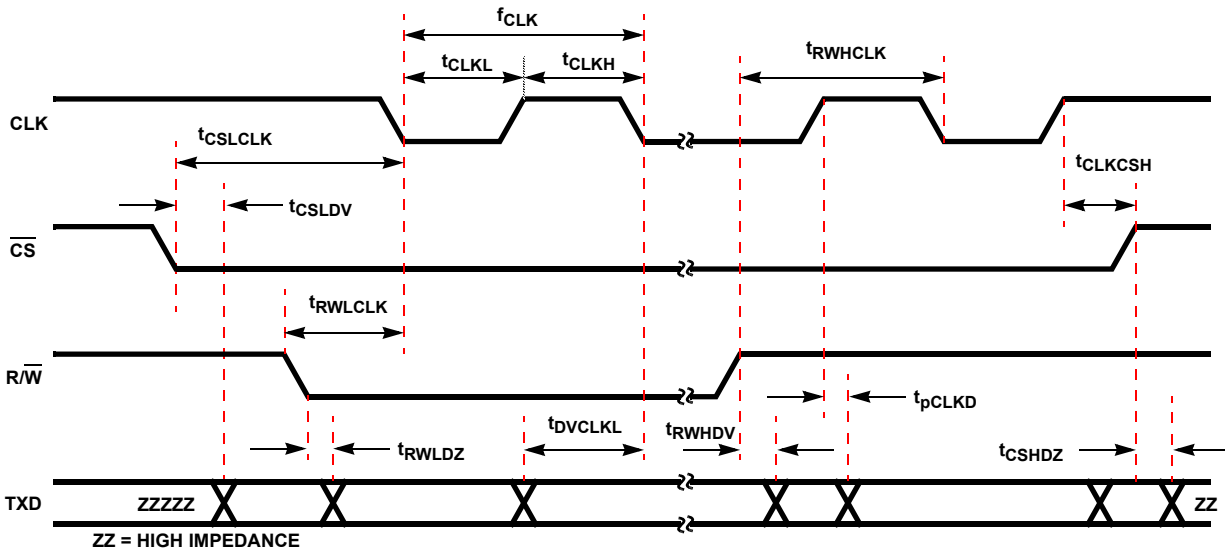 fCLK
tCLKL
tCLKH
tRWHCLK
CLK
tCSLCLK
tCLKCSH
tCSLDV
CS
tRWLCLK
R/W
tpCLKD
tRWLDZ
tDVCLKL
tRWHDV
tCSHDZ
TXD
ZZZZZ
ZZ
ZZ = HIGH IMPEDANCE